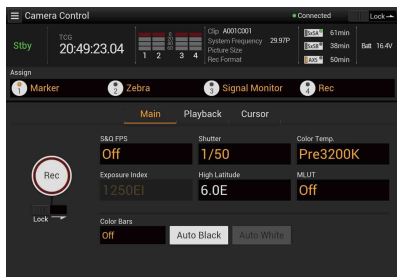 Camera Control
Connected
Lock
Stby
TCG
20:49:23.04
1 2 3 4
Clip A001C001
System Frequency 29.97P
Picture Size
Rec Format
61min
38min
50min
Batt 16.4V
Assign
1 Marker
2 Zebra
3 Signal Monitor
4 Rec
Main Playback Cursor
S&Q FPS
Off
Shutter
1/50
Color Temp.
Pre3200K
Rec
Lock
Exposure Index
1250EI
High Latitude
6.0E
MLUT
Off
Color Bars
Off
Auto Black
Auto White